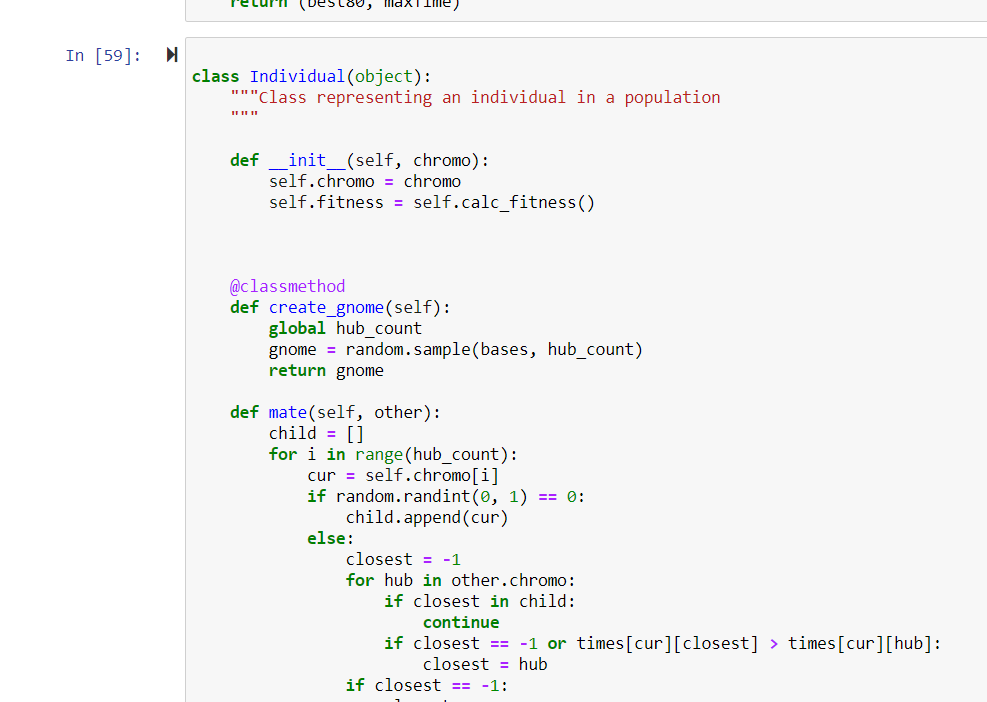 return (best80, maxTime)
In [59]:
class Individual(object):
    """Class representing an individual in a population
    """
    def __init__(self, chromo):
        self.chromo = chromo
        self.fitness = self.calc_fitness()
    @classmethod
    def create_gnome(self):
        global hub_count
        gnome = random.sample(bases, hub_count)
        return gnome
    def mate(self, other):
        child = []
        for i in range(hub_count):
            cur = self.chromo[i]
            if random.randint(0, 1) == 0:
                child.append(cur)
            else:
                closest = -1
                for hub in other.chromo:
                    if closest in child:
                        continue
                    if closest == -1 or times[cur][closest] > times[cur][hub]:
                        closest = hub
                if closest == -1: